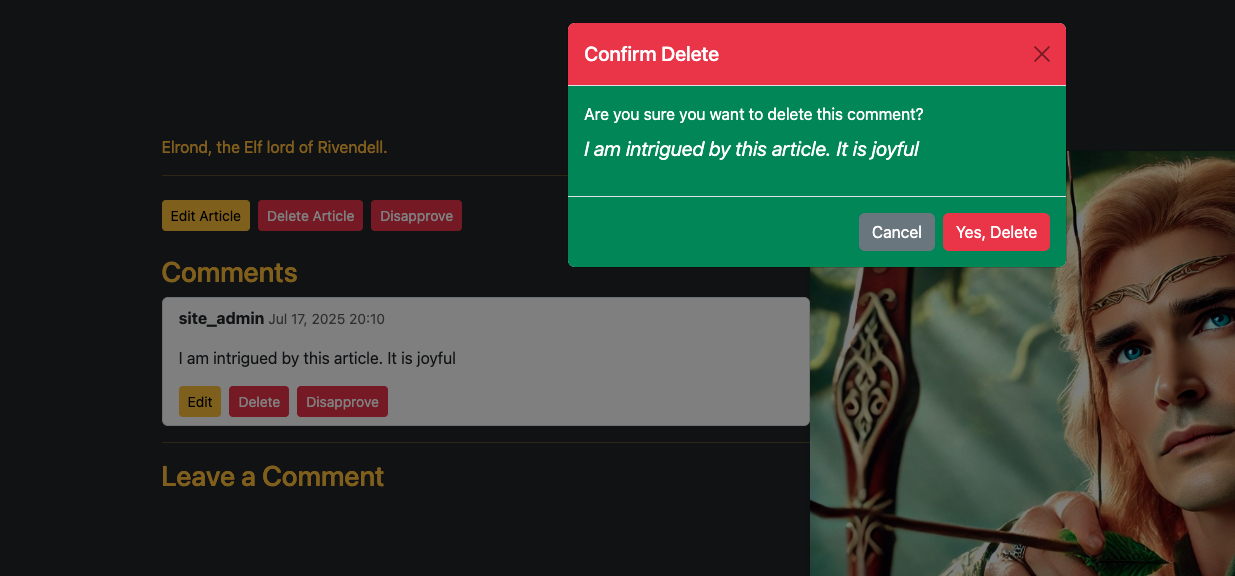 Confirm Delete
Are you sure you want to delete this comment?
I am intrigued by this article. It is joyful
Cancel Yes, Delete
Elrond, the Elf lord of Rivendell.
Edit Article Delete Article Disapprove
Comments
site_admin Jul 17, 2025 20:10
I am intrigued by this article. It is joyful
Edit Delete Disapprove
Leave a Comment